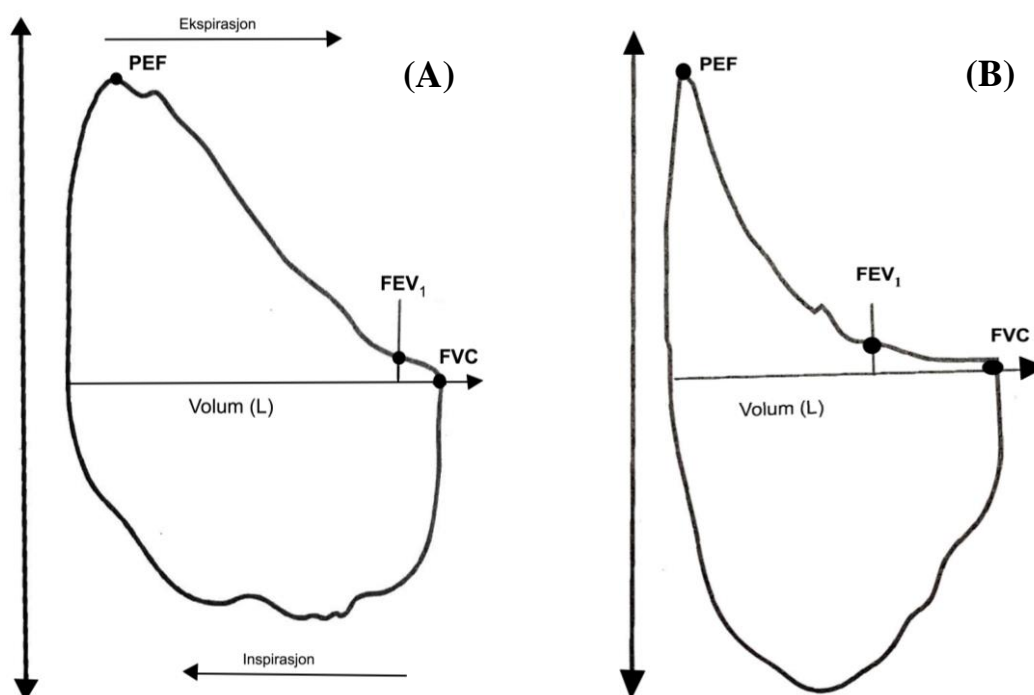 Ekspirasjon
PEF
(A)
FEV₁
FVC
Volum (L)
Inspirasjon
PEF
(B)
FEV₁
FVC
Volum (L)